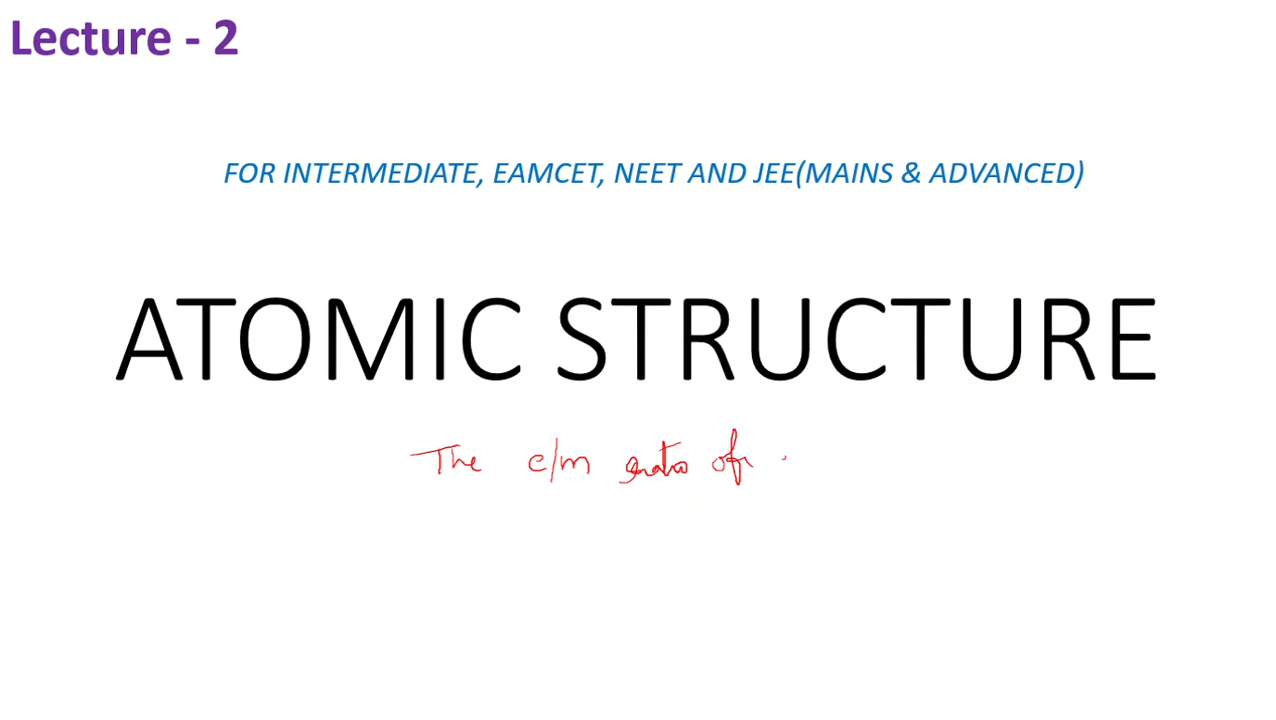 Lecture - 2
FOR INTERMEDIATE, EAMCET, NEET AND JEE(MAINS & ADVANCED)
ATOMIC STRUCTURE
The e/m ratio of